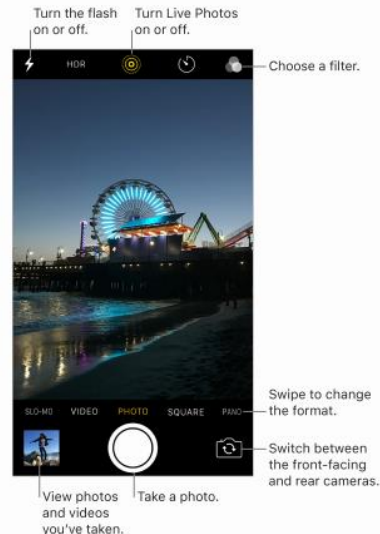 Turn the flash
on or off.
Turn Live Photos
on or off.
HDR
Choose a filter.
SLO-MO VIDEO PHOTO SQUARE PANO
Swipe to change
the format.
Switch between
the front-facing
and rear cameras.
View photos
and videos
you've taken.
Take a photo.